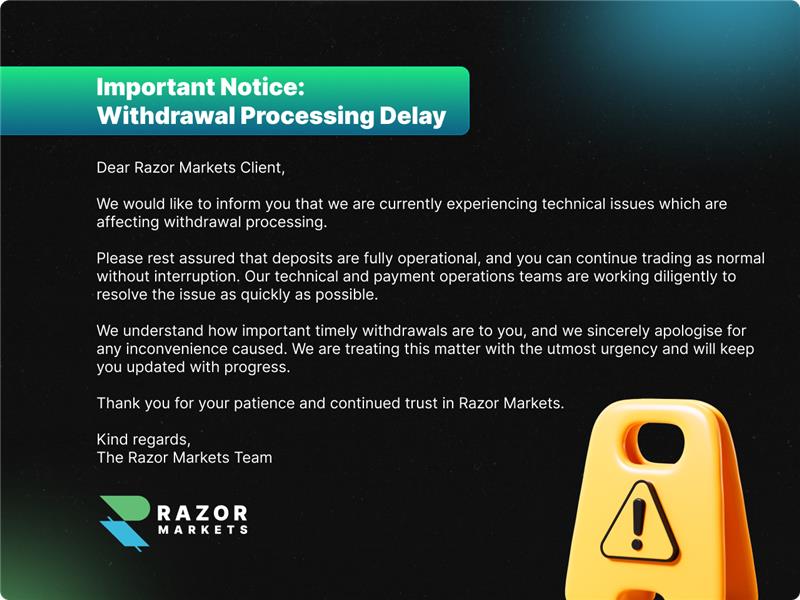 Important Notice:
Withdrawal Processing Delay
Dear Razor Markets Client,
We would like to inform you that we are currently experiencing technical issues which are
affecting withdrawal processing.
Please rest assured that deposits are fully operational, and you can continue trading as normal
without interruption. Our technical and payment operations teams are working diligently to
resolve the issue as quickly as possible.
We understand how important timely withdrawals are to you, and we sincerely apologise for
any inconvenience caused. We are treating this matter with the utmost urgency and will keep
you updated with progress.
Thank you for your patience and continued trust in Razor Markets.
Kind regards,
The Razor Markets Team
RAZOR
MARKETS
!